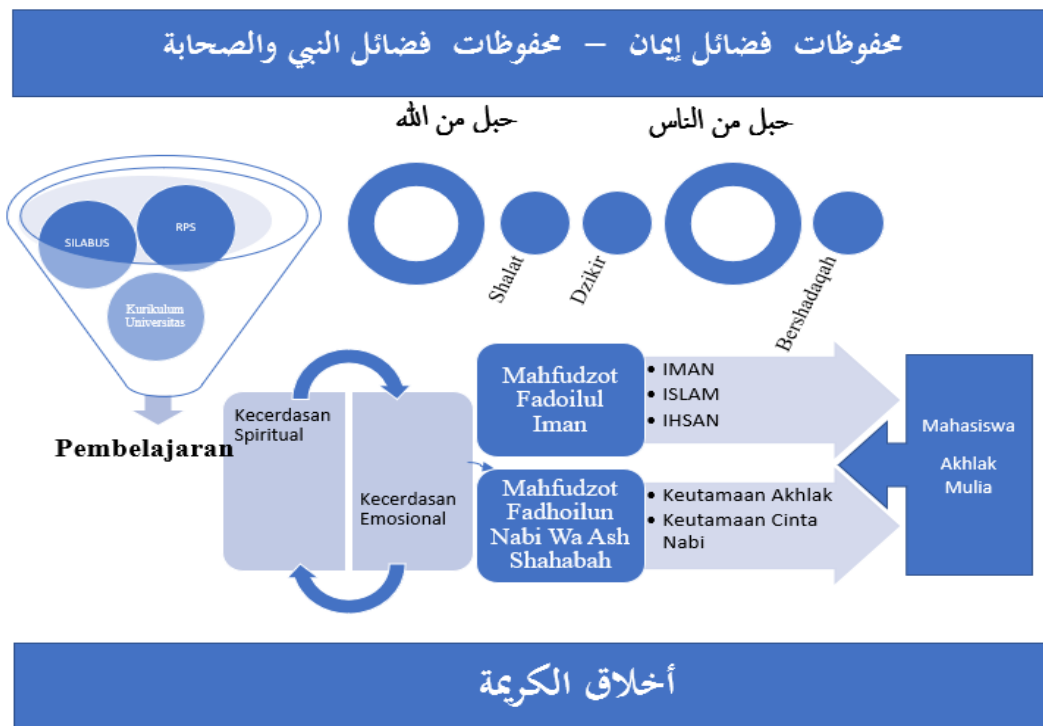 محفوظات فضائل إيمان – محفوظات فضائل النبي والصحابة
حبل من الله
حبل من الناس
SILABUS
RPS
Kurikulum
Universitas
Pembelajaran
Shalat
Dzikir
Bershadaqah
Kecerdasan
Spiritual
Kecerdasan
Emosional
Mahfudzot
Fadoilul
Iman
• IMAN
• ISLAM
• IHSAN
Mahfudzot
Fadhoilun
Nabi Wa Ash
Shahabah
• Keutamaan Akhlak
• Keutamaan Cinta
Nabi
Mahasiswa
Akhlak
Mulia
أخلاق الكريمة